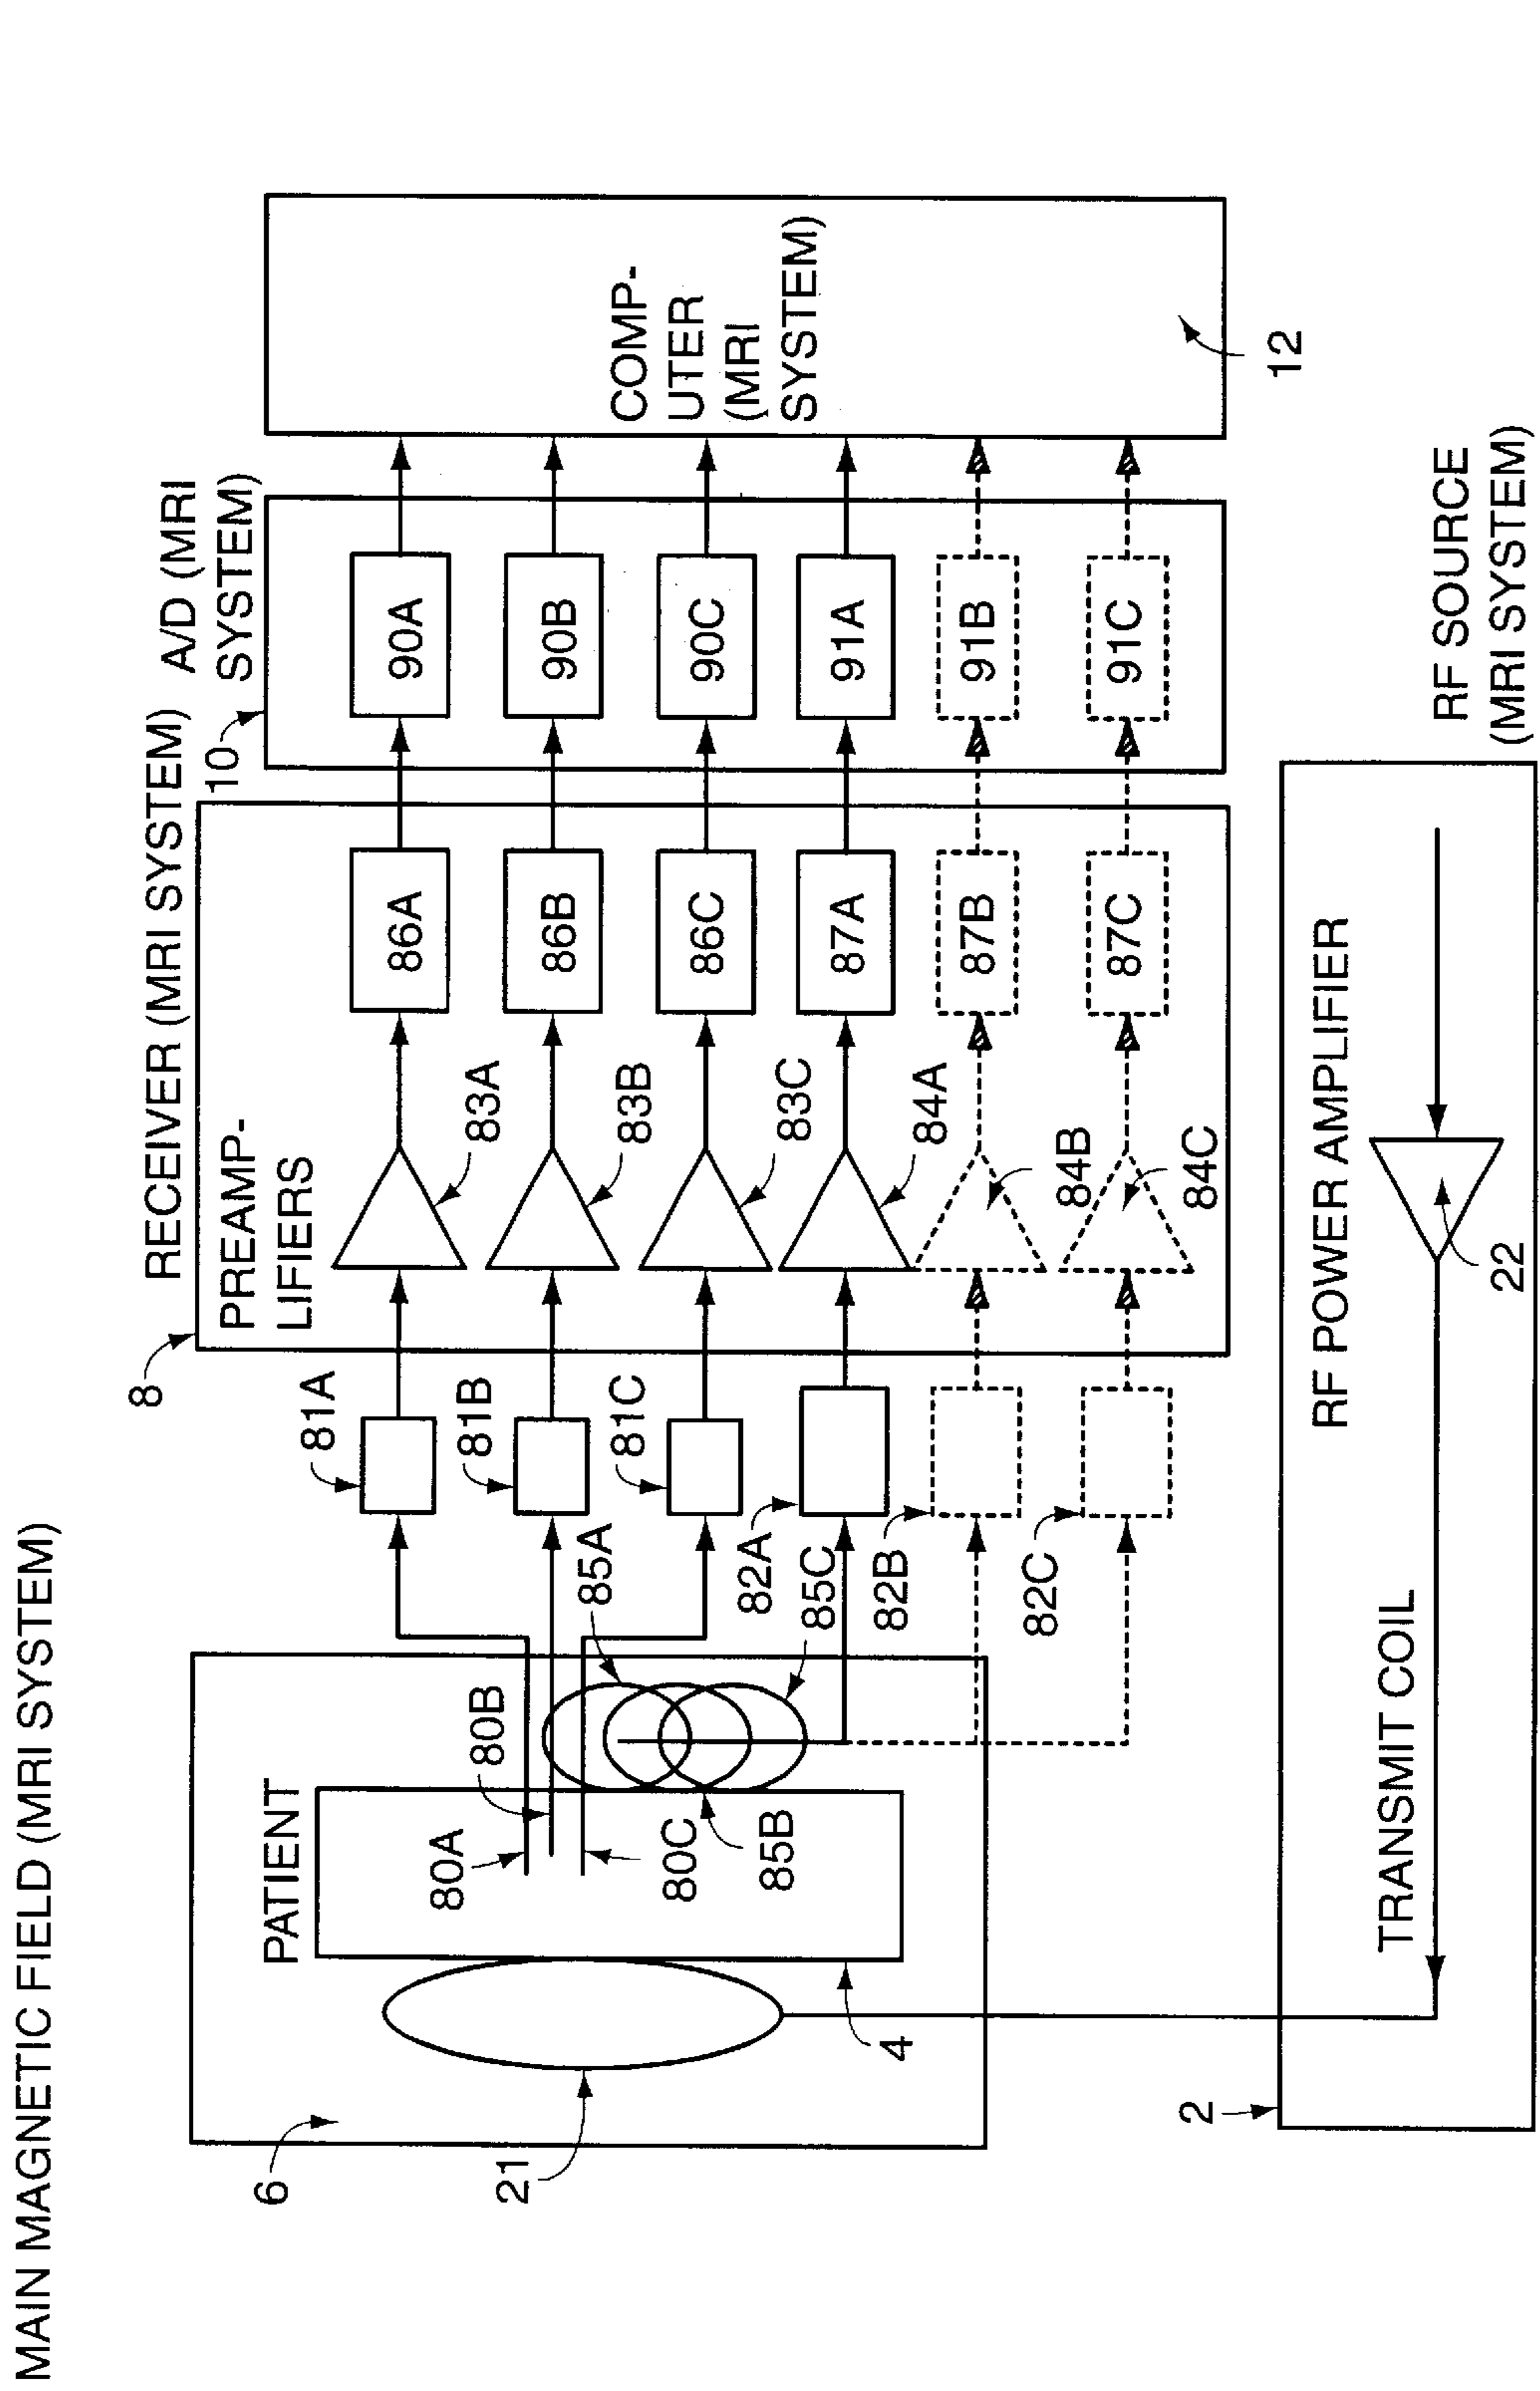 MAIN MAGNETIC FIELD (MRI SYSTEM)
RECEIVER (MRI SYSTEM)
A/D (MRI
SYSTEM)
8
10
6
PATIENT
PREAMP-
LIFIERS
81A
83A
86A
90A
80A
80B
81B
83B
86B
90B
21
85A
81C
83C
86C
90C
COMP-
UTER
(MRI
SYSTEM)
80C
85B
82A
85C
84A
87A
91A
4
82B
84B
87B
91B
82C
84C
87C
91C
12
2
RF POWER AMPLIFIER
TRANSMIT COIL
22
RF SOURCE
(MRI SYSTEM)